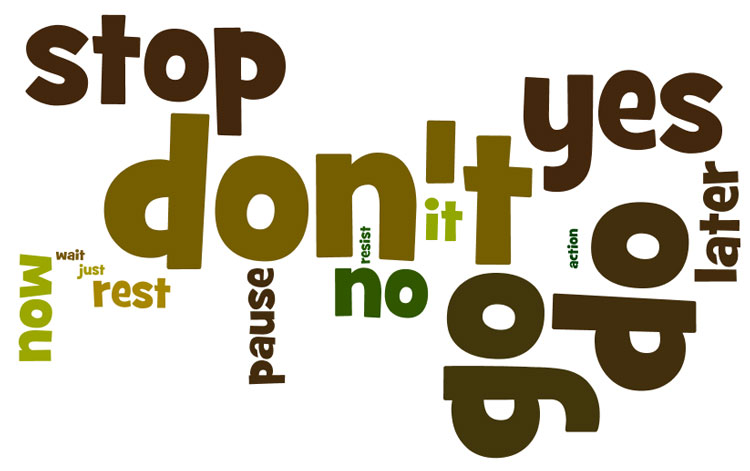 stop
yes
don't
later
it
do
resist
action
wait
just
now
rest
pause
no
go